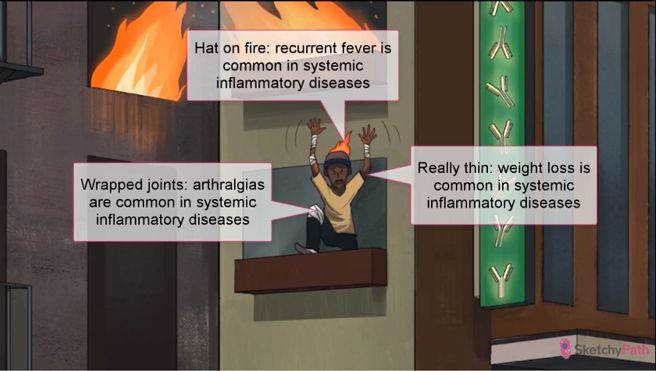 Hat on fire: recurrent fever is
common in systemic
inflammatory diseases
Wrapped joints: arthralgias
are common in systemic
inflammatory diseases
Really thin: weight loss is
common in systemic
inflammatory diseases
SketchyPath